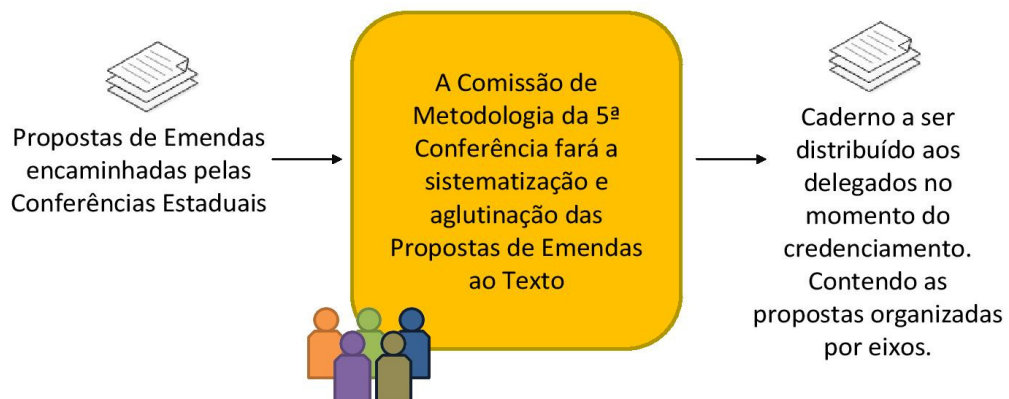 Propostas de Emendas
encaminhadas pelas
Conferências Estaduais
A Comissão de
Metodologia da 5ª
Conferência fará a
sistematização e
aglutinação das
Propostas de Emendas
ao Texto
Caderno a ser
distribuído aos
delegados no
momento do
credenciamento.
Contendo as
propostas organizadas
por eixos.